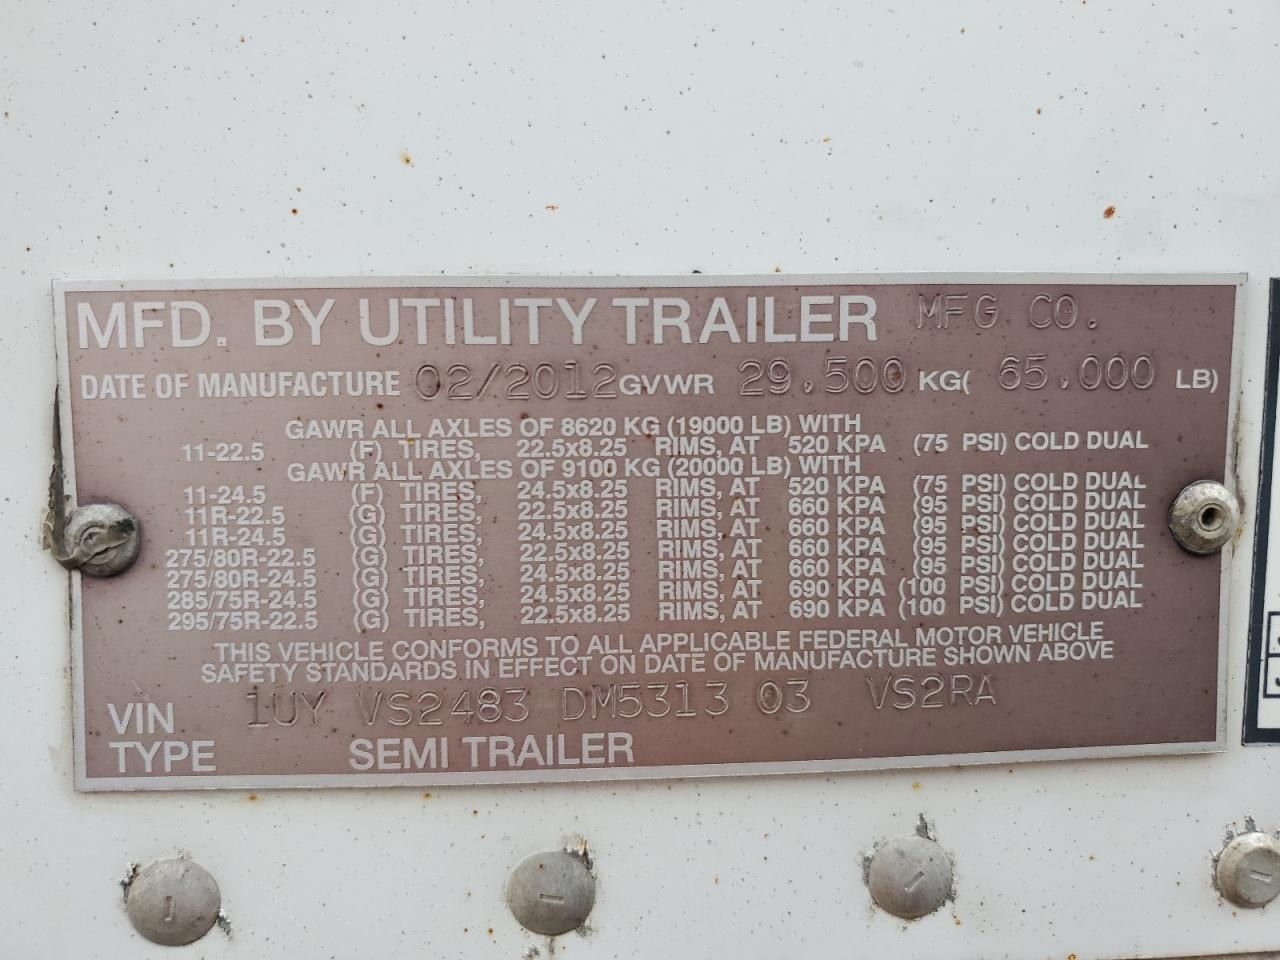 MFD. BY UTILITY TRAILER MFG CO.
DATE OF MANUFACTURE 02/2012 GVWR 29,500 KG( 65,000 LB)
GAWR ALL AXLES OF 8620 KG (19000 LB) WITH
11-22.5 (F) TIRES, 22.5x8.25 RIMS, AT 520 KPA (75 PSI) COLD DUAL
GAWR ALL AXLES OF 9100 KG (20000 LB) WITH
11-24.5 (F) TIRES, 24.5x8.25 RIMS, AT 520 KPA (75 PSI) COLD DUAL
11R-22.5 (G) TIRES, 22.5x8.25 RIMS, AT 660 KPA (95 PSI) COLD DUAL
11R-24.5 (G) TIRES, 24.5x8.25 RIMS, AT 660 KPA (95 PSI) COLD DUAL
275/80R-22.5 (G) TIRES, 22.5x8.25 RIMS, AT 660 KPA (95 PSI) COLD DUAL
275/80R-24.5 (G) TIRES, 24.5x8.25 RIMS, AT 660 KPA (95 PSI) COLD DUAL
285/75R-24.5 (G) TIRES, 24.5x8.25 RIMS, AT 690 KPA (100 PSI) COLD DUAL
295/75R-22.5 (G) TIRES, 22.5x8.25 RIMS, AT 690 KPA (100 PSI) COLD DUAL
THIS VEHICLE CONFORMS TO ALL APPLICABLE FEDERAL MOTOR VEHICLE
SAFETY STANDARDS IN EFFECT ON DATE OF MANUFACTURE SHOWN ABOVE
VIN 1UY VS2483 DM5313 03 VS2RA
TYPE SEMI TRAILER